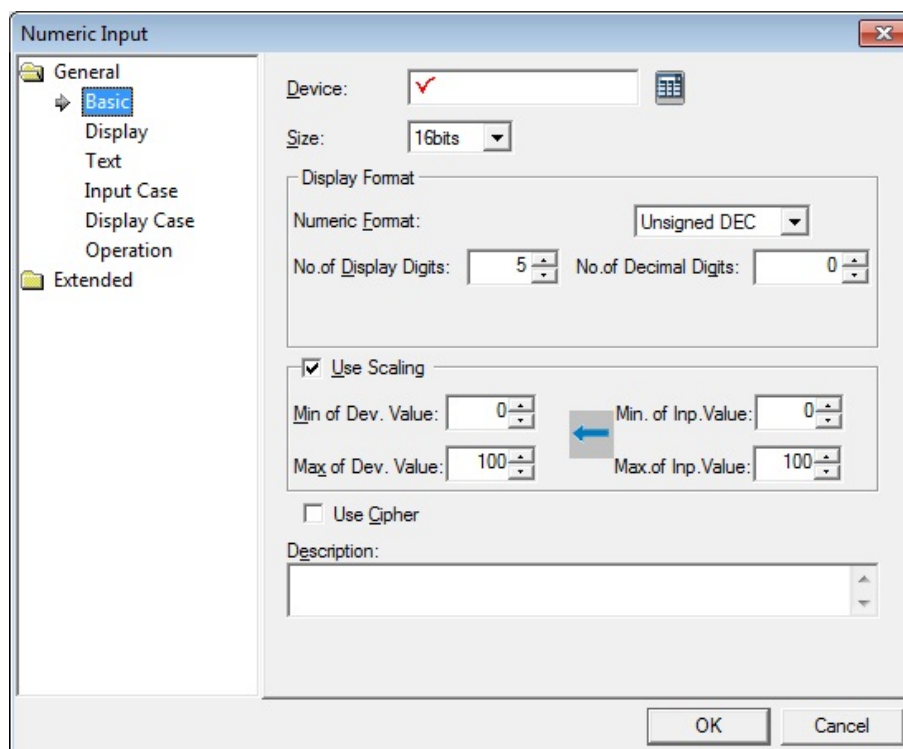 Numeric Input
General
Basic
Display
Text
Input Case
Display Case
Operation
Extended
Device:
Size: 16bits
Display Format
Numeric Format: Unsigned DEC
No.of Display Digits: 5 No.of Decimal Digits: 0
Use Scaling
Min of Dev. Value: 0 Min. of Inp.Value: 0
Max of Dev. Value: 100 Max.of Inp.Value: 100
Use Cipher
Description:
OK Cancel